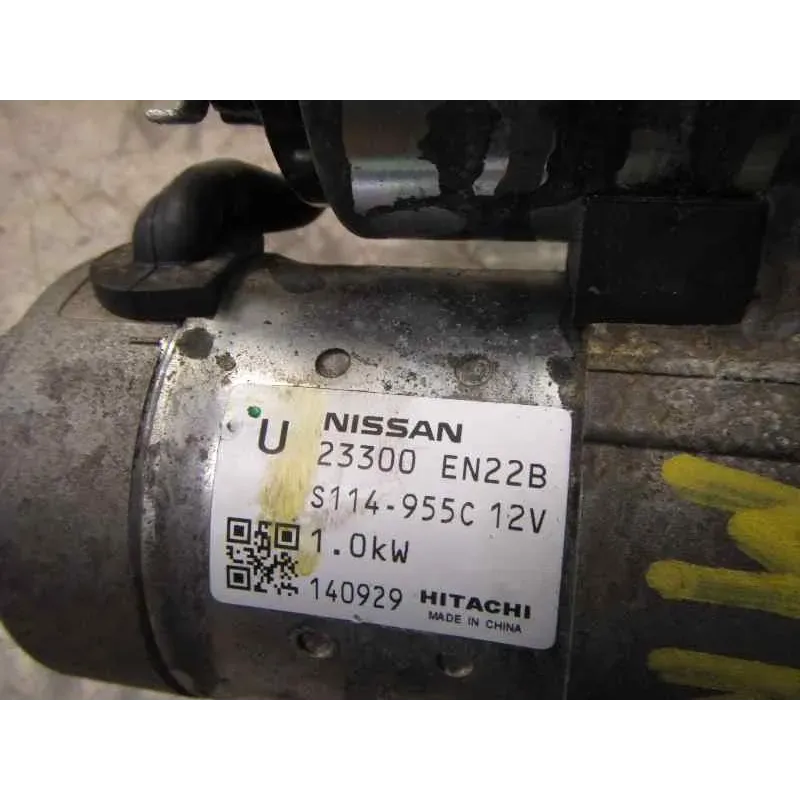 U NISSAN
23300 EN22B
S114-955C 12V
1.0kW
140929 HITACHI
MADE IN CHINA